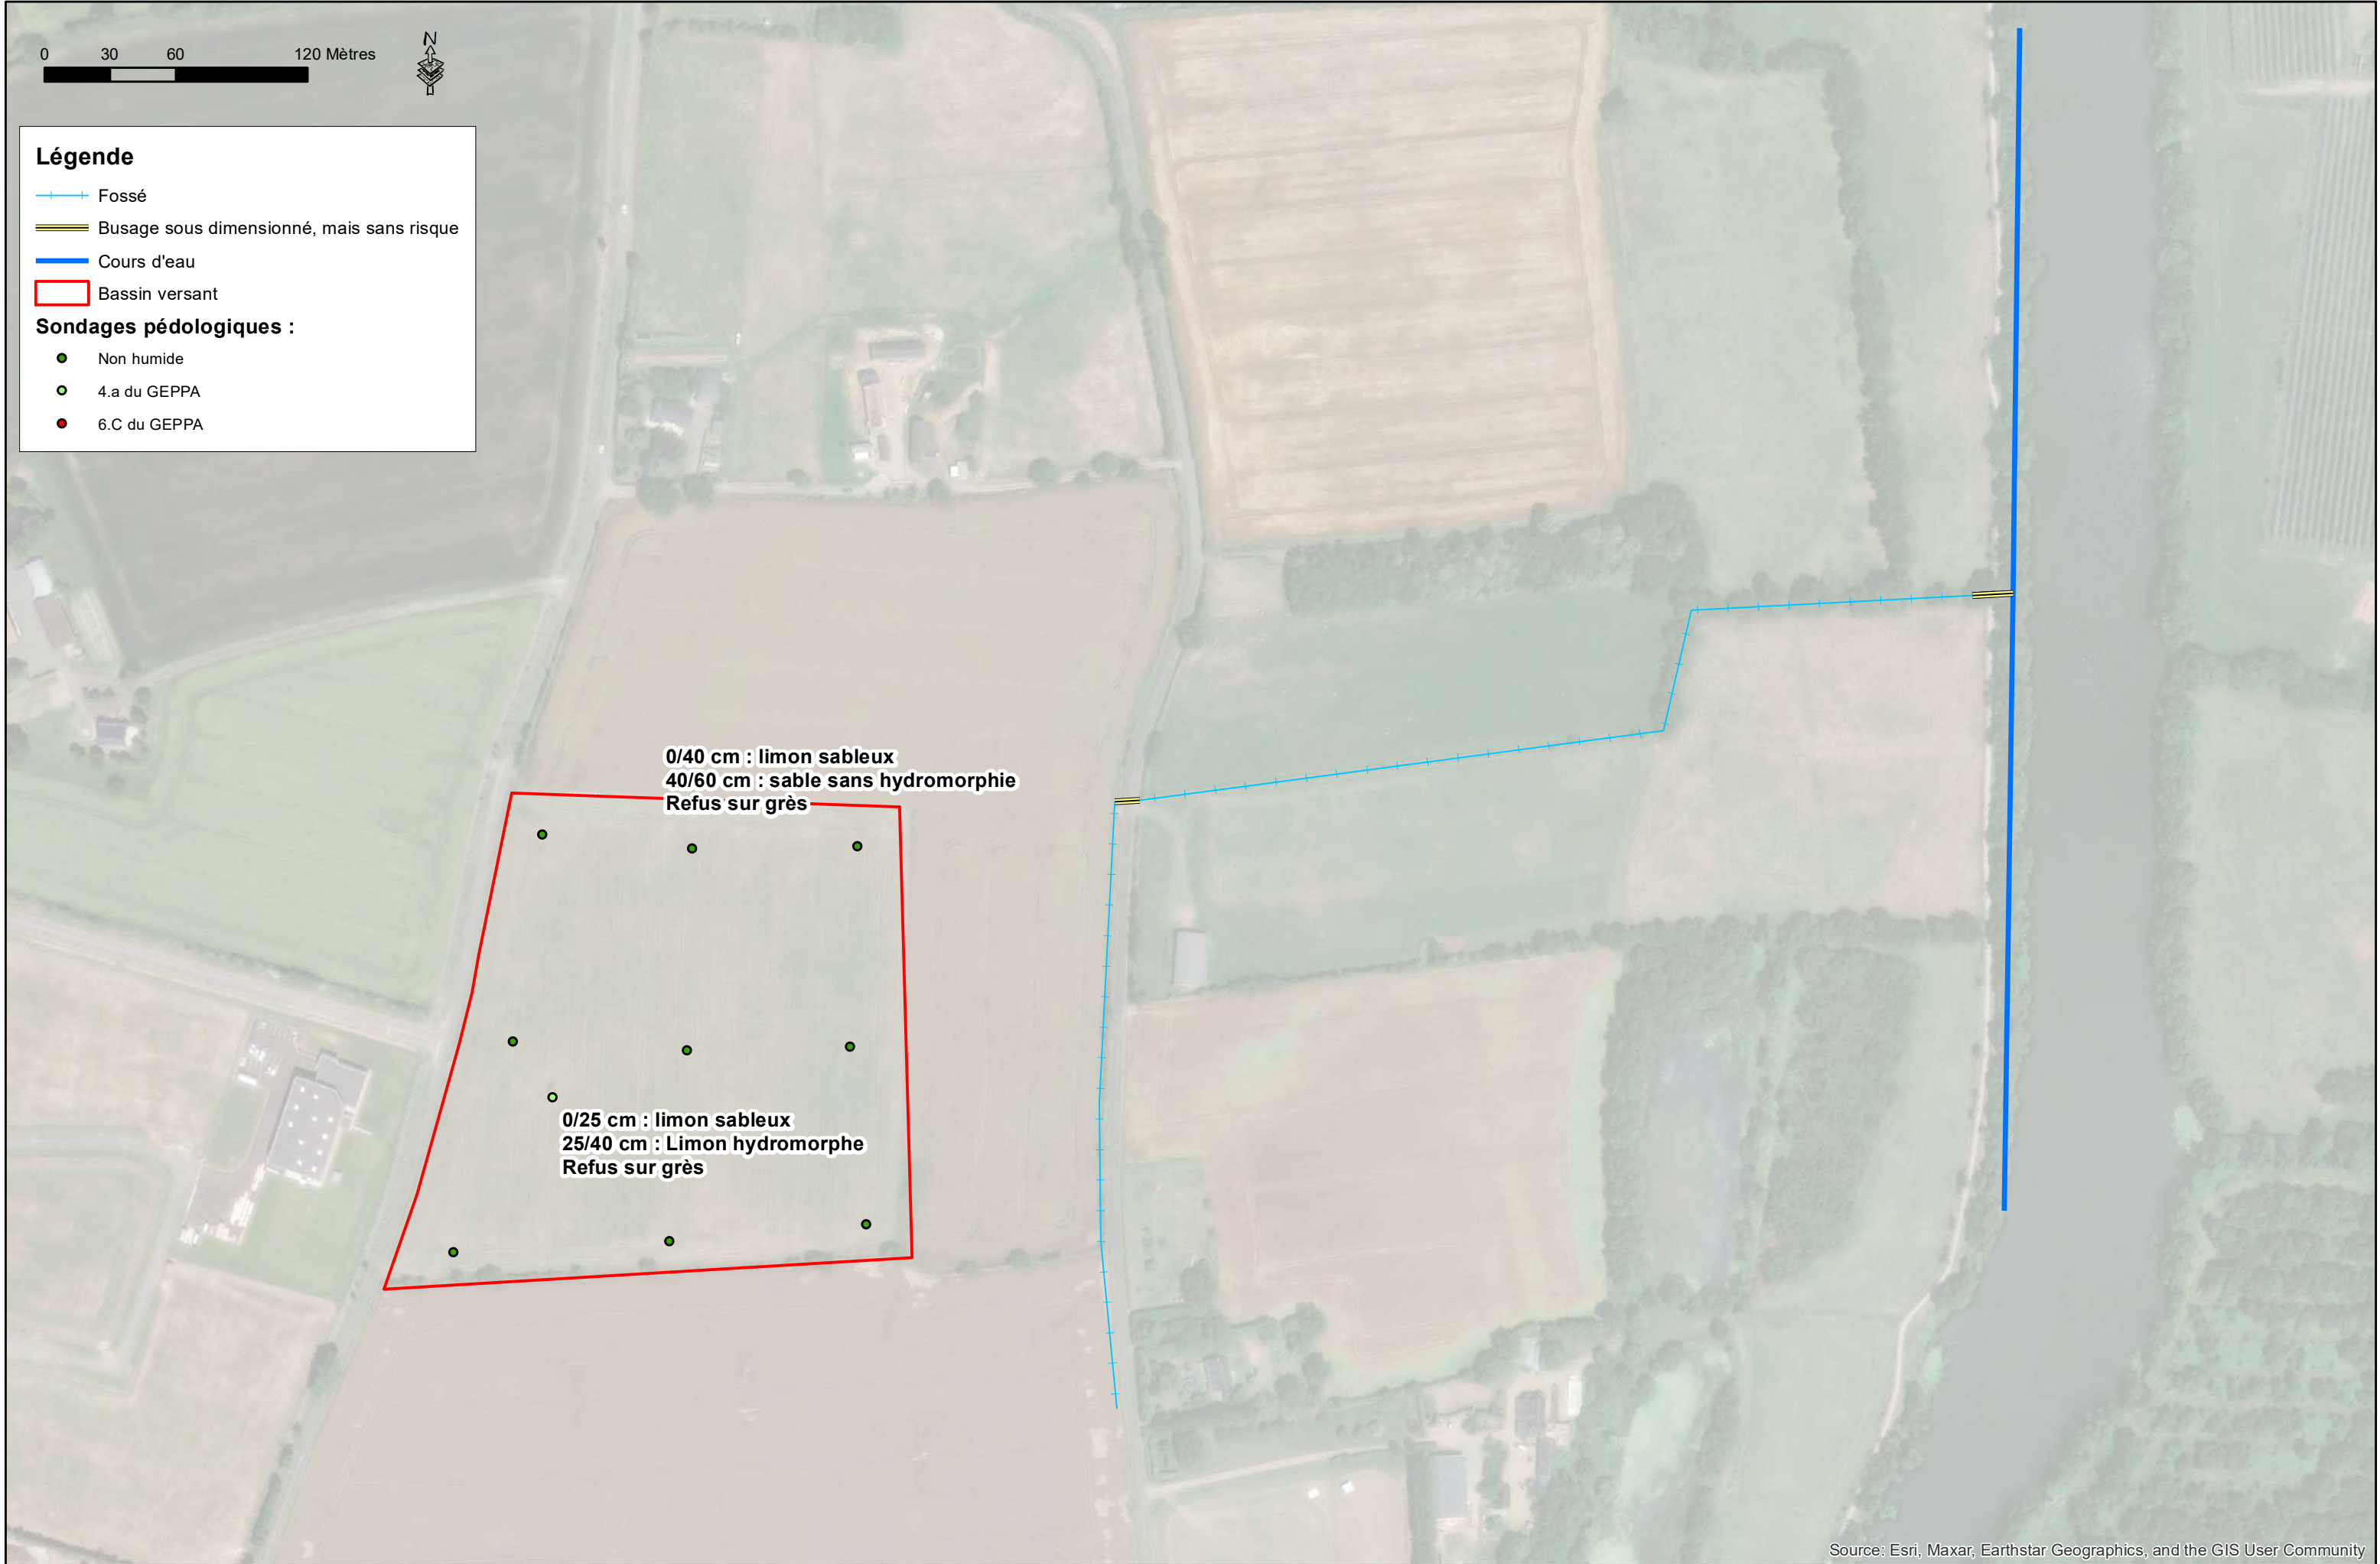 0 30 60 120 Mètres
N
Légende
Fossé
Busage sous dimensionné, mais sans risque
Cours d'eau
Bassin versant
Sondages pédologiques :
Non humide
4.a du GEPPA
6.C du GEPPA
0/40 cm : limon sableux
40/60 cm : sable sans hydromorphie
Refus sur grès
0/25 cm : limon sableux
25/40 cm : Limon hydromorphe
Refus sur grès
Source: Esri, Maxar, Earthstar Geographics, and the GIS User Community